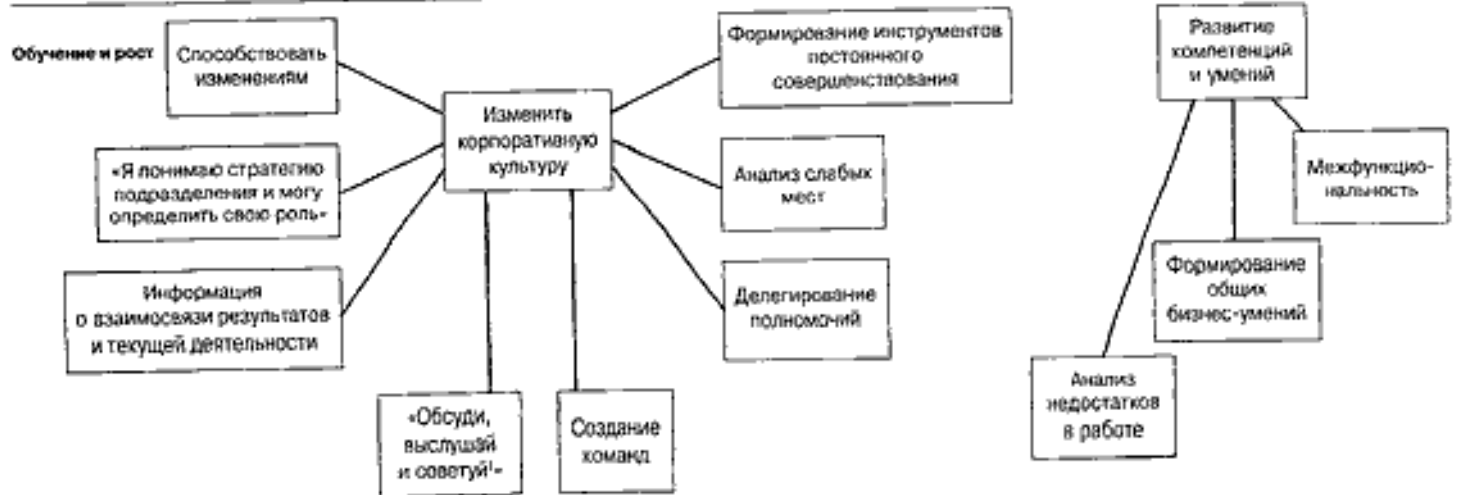 Обучение и рост
Способствовать
изменениям
«Я понимаю стратегию
подразделения и могу
определить свою роль»
Информация
о взаимосвязи результатов
и текущей деятельности
Изменить
корпоративную
культуру
«Обсуди,
выслушай
и советуй!»
Создание
команд
Формирование инструментов
постоянного
совершенствования
Анализ слабых
мест
Делегирование
полномочий
Развитие
компетенций
и умений
Межфункцио-
нальность
Формирование
общих
бизнес-умений
Анализ
недостатков
в работе